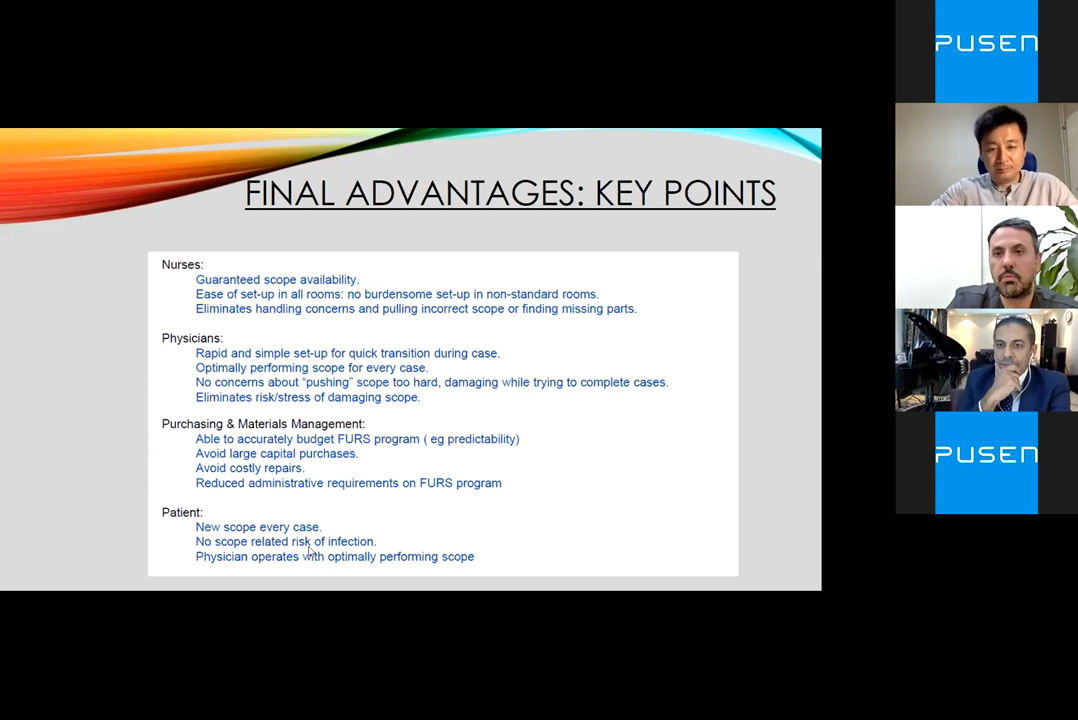 PUSEN
FINAL ADVANTAGES: KEY POINTS
Nurses:
Guaranteed scope availability.
Ease of set-up in all rooms: no burdensome set-up in non-standard rooms.
Eliminates handling concerns and pulling incorrect scope or finding missing parts.
Physicians:
Rapid and simple set-up for quick transition during case.
Optimally performing scope for every case.
No concerns about “pushing” scope too hard, damaging while trying to complete cases.
Eliminates risk/stress of damaging scope.
Purchasing & Materials Management:
Able to accurately budget FURS program ( eg predictability)
Avoid large capital purchases.
Avoid costly repairs.
Reduced administrative requirements on FURS program
Patient:
New scope every case.
No scope related risk of infection.
Physician operates with optimally performing scope
PUSEN